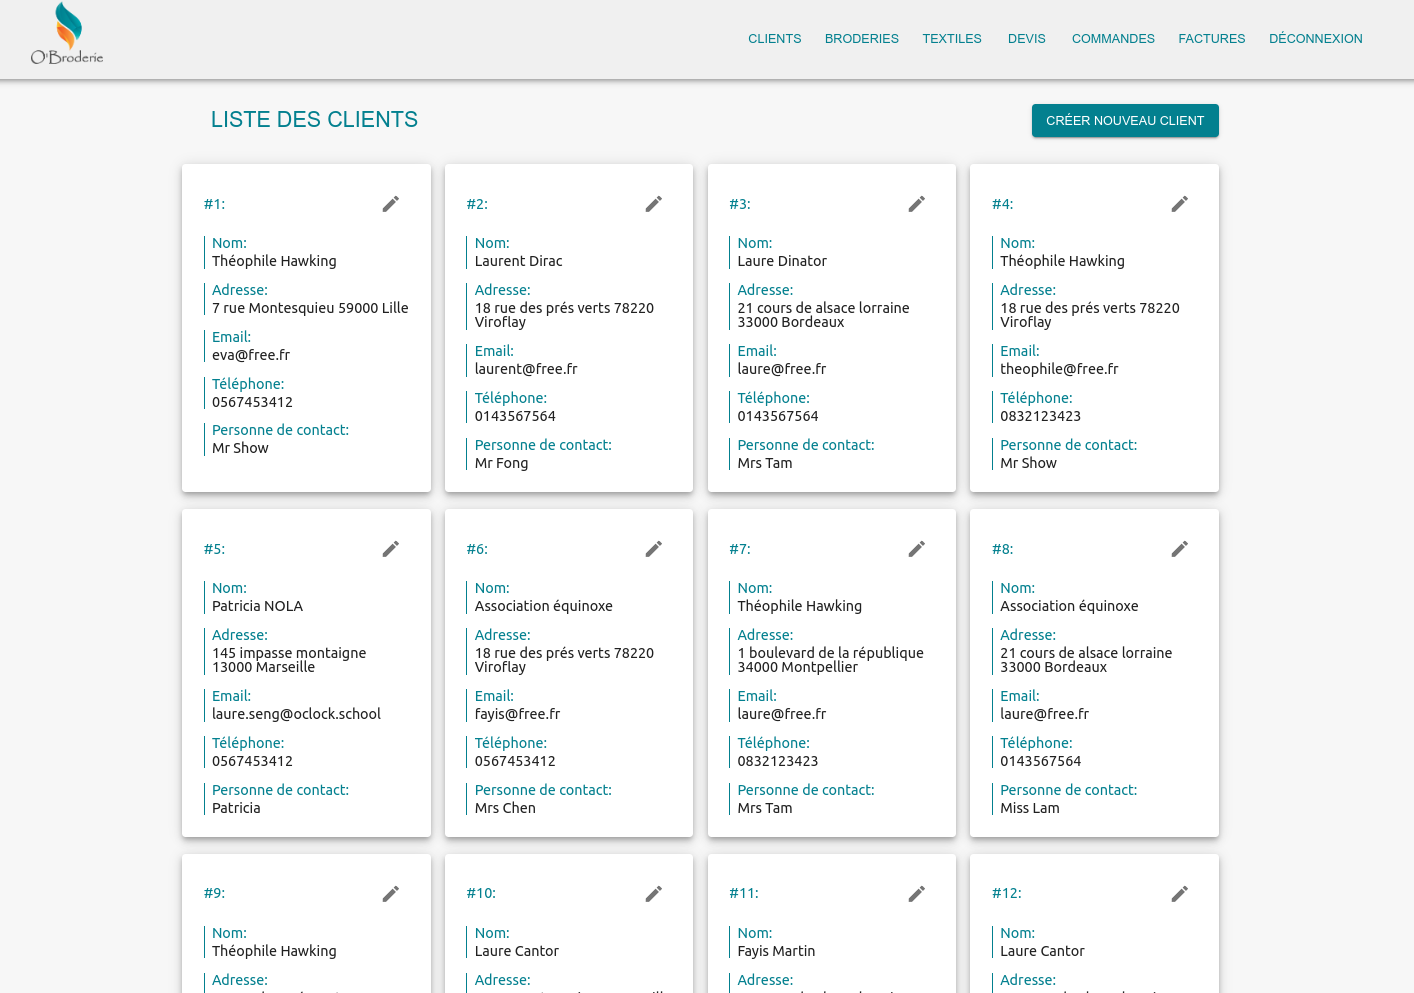 O'Broderie
CLIENTS BRODERIES TEXTILES DEVIS COMMANDES FACTURES DÉCONNEXION
LISTE DES CLIENTS
CRÉER NOUVEAU CLIENT
#1:
Nom:
Théophile Hawking
Adresse:
7 rue Montesquieu 59000 Lille
Email:
eva@free.fr
Téléphone:
0567453412
Personne de contact:
Mr Show
#2:
Nom:
Laurent Dirac
Adresse:
18 rue des prés verts 78220
Viroflay
Email:
laurent@free.fr
Téléphone:
0143567564
Personne de contact:
Mr Fong
#3:
Nom:
Laure Dinator
Adresse:
21 cours de alsace lorraine
33000 Bordeaux
Email:
laure@free.fr
Téléphone:
0143567564
Personne de contact:
Mrs Tam
#4:
Nom:
Théophile Hawking
Adresse:
18 rue des prés verts 78220
Viroflay
Email:
theophile@free.fr
Téléphone:
0832123423
Personne de contact:
Mr Show
#5:
Nom:
Patricia NOLA
Adresse:
145 impasse montaigne
13000 Marseille
Email:
laure.seng@oclock.school
Téléphone:
0567453412
Personne de contact:
Patricia
#6:
Nom:
Association équinoxe
Adresse:
18 rue des prés verts 78220
Viroflay
Email:
fayis@free.fr
Téléphone:
0567453412
Personne de contact:
Mrs Chen
#7:
Nom:
Théophile Hawking
Adresse:
1 boulevard de la république
34000 Montpellier
Email:
laure@free.fr
Téléphone:
0832123423
Personne de contact:
Mrs Tam
#8:
Nom:
Association équinoxe
Adresse:
21 cours de alsace lorraine
33000 Bordeaux
Email:
laure@free.fr
Téléphone:
0143567564
Personne de contact:
Miss Lam
#9:
Nom:
Théophile Hawking
Adresse:
#10:
Nom:
Laure Cantor
Adresse:
#11:
Nom:
Fayis Martin
Adresse:
#12:
Nom:
Laure Cantor
Adresse: